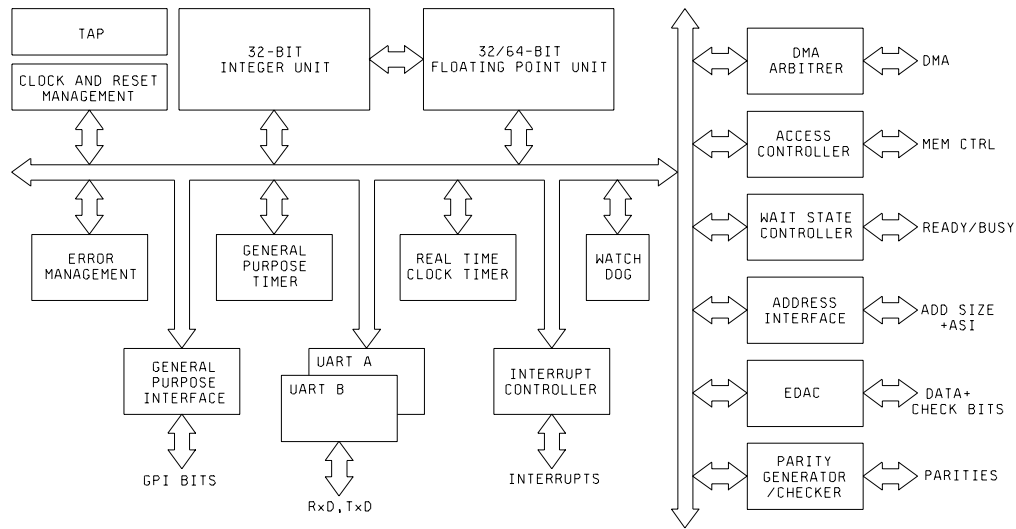 TAP
CLOCK AND RESET
MANAGEMENT
32-BIT
INTEGER UNIT
32/64-BIT
FLOATING POINT UNIT
ERROR
MANAGEMENT
GENERAL
PURPOSE
TIMER
REAL TIME
CLOCK TIMER
WATCH
DOG
GENERAL
PURPOSE
INTERFACE
UART A
UART B
INTERRUPT
CONTROLLER
GPI BITS
RxD,TxD
INTERRUPTS
DMA
ARBITRER
DMA
ACCESS
CONTROLLER
MEM CTRL
WAIT STATE
CONTROLLER
READY/BUSY
ADDRESS
INTERFACE
ADD SIZE
+ASI
EDAC
DATA+
CHECK BITS
PARITY
GENERATOR
/CHECKER
PARITIES